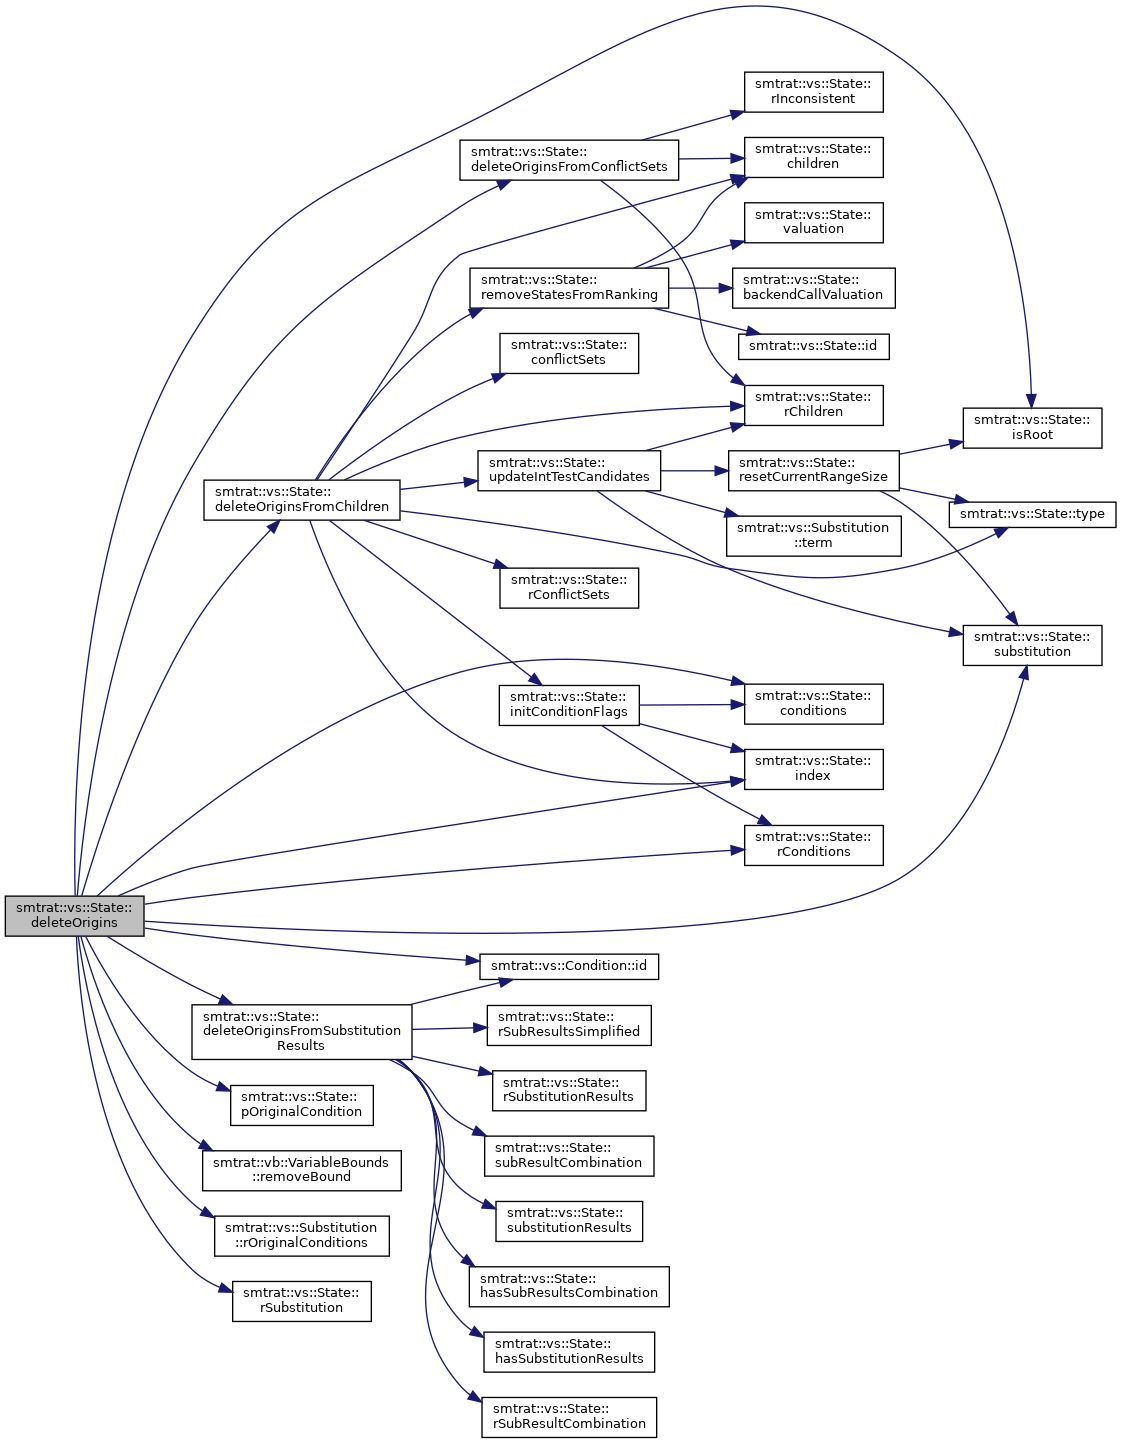 smtrat::vs::State::
rInconsistent
smtrat::vs::State::
deleteOriginsFromConflictSets
smtrat::vs::State::
children
smtrat::vs::State::
valuation
smtrat::vs::State::
removeStatesFromRanking
smtrat::vs::State::
backendCallValuation
smtrat::vs::State::
conflictSets
smtrat::vs::State::id
smtrat::vs::State::
rChildren
smtrat::vs::State::
isRoot
smtrat::vs::State::
updateIntTestCandidates
smtrat::vs::State::
resetCurrentRangeSize
smtrat::vs::State::
deleteOriginsFromChildren
smtrat::vs::State::type
smtrat::vs::Substitution
::term
smtrat::vs::State::
rConflictSets
smtrat::vs::State::
substitution
smtrat::vs::State::
initConditionFlags
smtrat::vs::State::
conditions
smtrat::vs::State::
index
smtrat::vs::State::
rConditions
smtrat::vs::State::
deleteOrigins
smtrat::vs::Condition::id
smtrat::vs::State::
deleteOriginsFromSubstitution
Results
smtrat::vs::State::
rSubResultsSimplified
smtrat::vs::State::
rSubstitutionResults
smtrat::vs::State::
pOriginalCondition
smtrat::vs::State::
subResultCombination
smtrat::vb::VariableBounds
::removeBound
smtrat::vs::State::
substitutionResults
smtrat::vs::Substitution
::rOriginalConditions
smtrat::vs::State::
hasSubResultsCombination
smtrat::vs::State::
rSubstitution
smtrat::vs::State::
hasSubstitutionResults
smtrat::vs::State::
rSubResultCombination